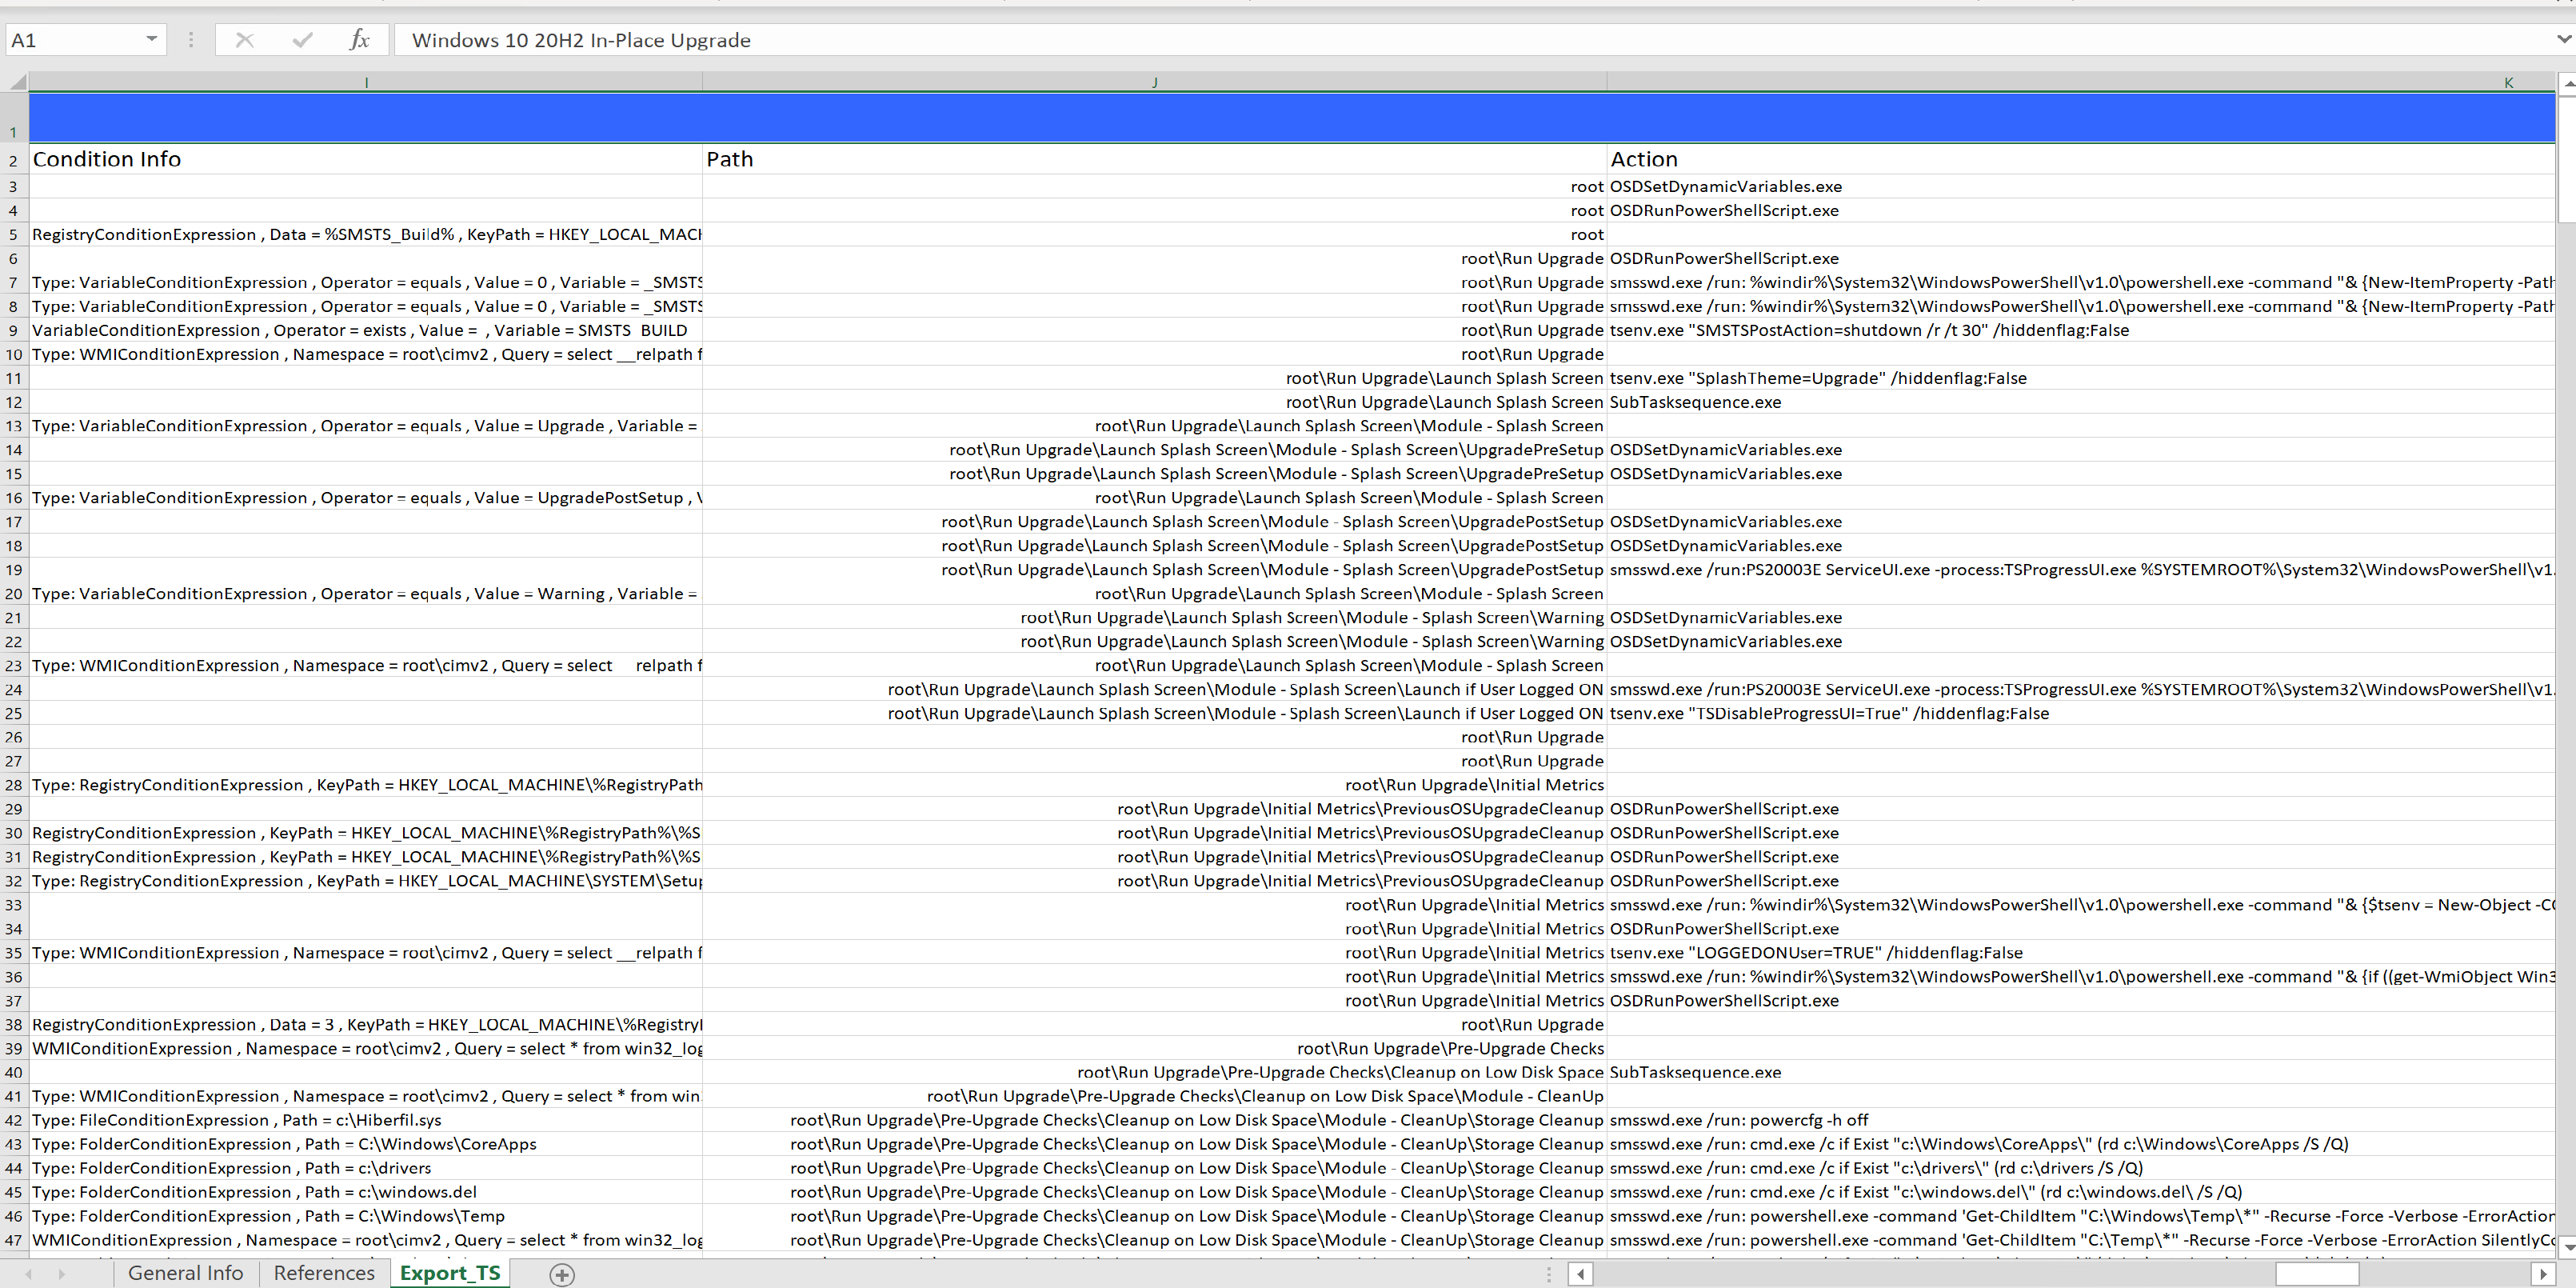 A1 fx Windows 10 20H2 In-Place Upgrade
I J K
1
2 Condition Info Path Action
3 root OSDSetDynamicVariables.exe
4 root OSDRunPowerShellScript.exe
5 RegistryConditionExpression , Data = %SMSTS_Build% , KeyPath = HKEY_LOCAL_MACH root
6 root\Run Upgrade OSDRunPowerShellScript.exe
7 Type: VariableConditionExpression , Operator = equals , Value = 0 , Variable = _SMSTS root\Run Upgrade smsswd.exe /run: %windir%\System32\WindowsPowerShell\v1.0\powershell.exe -command "& {New-ItemProperty -Path
8 Type: VariableConditionExpression , Operator = equals , Value = 0 , Variable = _SMSTS root\Run Upgrade smsswd.exe /run: %windir%\System32\WindowsPowerShell\v1.0\powershell.exe -command "& {New-ItemProperty -Path
9 VariableConditionExpression , Operator = exists , Value = , Variable = SMSTS_BUILD root\Run Upgrade tsenv.exe "SMSTSPostAction=shutdown /r /t 30" /hiddenflag:False
10 Type: WMIConditionExpression , Namespace = root\cimv2 , Query = select __relpath f root\Run Upgrade
11 root\Run Upgrade\Launch Splash Screen tsenv.exe "SplashTheme=Upgrade" /hiddenflag:False
12 root\Run Upgrade\Launch Splash Screen SubTasksequence.exe
13 Type: VariableConditionExpression , Operator = equals , Value = Upgrade , Variable = root\Run Upgrade\Launch Splash Screen\Module - Splash Screen
14 root\Run Upgrade\Launch Splash Screen\Module - Splash Screen\UpgradePreSetup OSDSetDynamicVariables.exe
15 root\Run Upgrade\Launch Splash Screen\Module - Splash Screen\UpgradePreSetup OSDSetDynamicVariables.exe
16 Type: VariableConditionExpression , Operator = equals , Value = UpgradePostSetup , V root\Run Upgrade\Launch Splash Screen\Module - Splash Screen
17 root\Run Upgrade\Launch Splash Screen\Module - Splash Screen\UpgradePostSetup OSDSetDynamicVariables.exe
18 root\Run Upgrade\Launch Splash Screen\Module - Splash Screen\UpgradePostSetup OSDSetDynamicVariables.exe
19 root\Run Upgrade\Launch Splash Screen\Module - Splash Screen\UpgradePostSetup smsswd.exe /run:PS20003E ServiceUI.exe -process:TSProgressUI.exe %SYSTEMROOT%\System32\WindowsPowerShell\v1.
20 Type: VariableConditionExpression , Operator = equals , Value = Warning , Variable = root\Run Upgrade\Launch Splash Screen\Module - Splash Screen
21 root\Run Upgrade\Launch Splash Screen\Module - Splash Screen\Warning OSDSetDynamicVariables.exe
22 root\Run Upgrade\Launch Splash Screen\Module - Splash Screen\Warning OSDSetDynamicVariables.exe
23 Type: WMIConditionExpression , Namespace = root\cimv2 , Query = select __relpath f root\Run Upgrade\Launch Splash Screen\Module - Splash Screen
24 root\Run Upgrade\Launch Splash Screen\Module - Splash Screen\Launch if User Logged ON smsswd.exe /run:PS20003E ServiceUI.exe -process:TSProgressUI.exe %SYSTEMROOT%\System32\WindowsPowerShell\v1.
25 root\Run Upgrade\Launch Splash Screen\Module - Splash Screen\Launch if User Logged ON tsenv.exe "TSDisableProgressUI=True" /hiddenflag:False
26 root\Run Upgrade
27 root\Run Upgrade
28 Type: RegistryConditionExpression , KeyPath = HKEY_LOCAL_MACHINE\%RegistryPath root\Run Upgrade\Initial Metrics
29 root\Run Upgrade\Initial Metrics\PreviousOSUpgradeCleanup OSDRunPowerShellScript.exe
30 RegistryConditionExpression , KeyPath = HKEY_LOCAL_MACHINE\%RegistryPath%\%S root\Run Upgrade\Initial Metrics\PreviousOSUpgradeCleanup OSDRunPowerShellScript.exe
31 RegistryConditionExpression , KeyPath = HKEY_LOCAL_MACHINE\%RegistryPath%\%S root\Run Upgrade\Initial Metrics\PreviousOSUpgradeCleanup OSDRunPowerShellScript.exe
32 Type: RegistryConditionExpression , KeyPath = HKEY_LOCAL_MACHINE\SYSTEM\Setup root\Run Upgrade\Initial Metrics\PreviousOSUpgradeCleanup OSDRunPowerShellScript.exe
33 root\Run Upgrade\Initial Metrics smsswd.exe /run: %windir%\System32\WindowsPowerShell\v1.0\powershell.exe -command "& {$tsenv = New-Object -CO
34 root\Run Upgrade\Initial Metrics OSDRunPowerShellScript.exe
35 Type: WMIConditionExpression , Namespace = root\cimv2 , Query = select __relpath f root\Run Upgrade\Initial Metrics tsenv.exe "LOGGEDONUser=TRUE" /hiddenflag:False
36 root\Run Upgrade\Initial Metrics smsswd.exe /run: %windir%\System32\WindowsPowerShell\v1.0\powershell.exe -command "& {if ((get-WmiObject Win3
37 root\Run Upgrade\Initial Metrics OSDRunPowerShellScript.exe
38 RegistryConditionExpression , Data = 3 , KeyPath = HKEY_LOCAL_MACHINE\%Registry root\Run Upgrade
39 WMIConditionExpression , Namespace = root\cimv2 , Query = select * from win32_log root\Run Upgrade\Pre-Upgrade Checks
40 root\Run Upgrade\Pre-Upgrade Checks\Cleanup on Low Disk Space SubTasksequence.exe
41 Type: WMIConditionExpression , Namespace = root\cimv2 , Query = select * from win root\Run Upgrade\Pre-Upgrade Checks\Cleanup on Low Disk Space\Module - CleanUp
42 Type: FileConditionExpression , Path = c:\Hiberfil.sys root\Run Upgrade\Pre-Upgrade Checks\Cleanup on Low Disk Space\Module - CleanUp\Storage Cleanup smsswd.exe /run: powercfg -h off
43 Type: FolderConditionExpression , Path = C:\Windows\CoreApps root\Run Upgrade\Pre-Upgrade Checks\Cleanup on Low Disk Space\Module - CleanUp\Storage Cleanup smsswd.exe /run: cmd.exe /c if Exist "c:\Windows\CoreApps\" (rd c:\Windows\CoreApps /S /Q)
44 Type: FolderConditionExpression , Path = c:\drivers root\Run Upgrade\Pre-Upgrade Checks\Cleanup on Low Disk Space\Module - CleanUp\Storage Cleanup smsswd.exe /run: cmd.exe /c if Exist "c:\drivers\" (rd c:\drivers /S /Q)
45 Type: FolderConditionExpression , Path = c:\windows.del root\Run Upgrade\Pre-Upgrade Checks\Cleanup on Low Disk Space\Module - CleanUp\Storage Cleanup smsswd.exe /run: cmd.exe /c if Exist "c:\windows.del\" (rd c:\windows.del\ /S /Q)
46 Type: FolderConditionExpression , Path = C:\Windows\Temp root\Run Upgrade\Pre-Upgrade Checks\Cleanup on Low Disk Space\Module - CleanUp\Storage Cleanup smsswd.exe /run: powershell.exe -command 'Get-ChildItem "C:\Windows\Temp\*" -Recurse -Force -Verbose -ErrorAction
47 WMIConditionExpression , Namespace = root\cimv2 , Query = select * from win32_log root\Run Upgrade\Pre-Upgrade Checks\Cleanup on Low Disk Space\Module - CleanUp\Storage Cleanup smsswd.exe /run: powershell.exe -command 'Get-ChildItem "C:\Temp\*" -Recurse -Force -Verbose -ErrorAction SilentlyCo
General Info References Export_TS